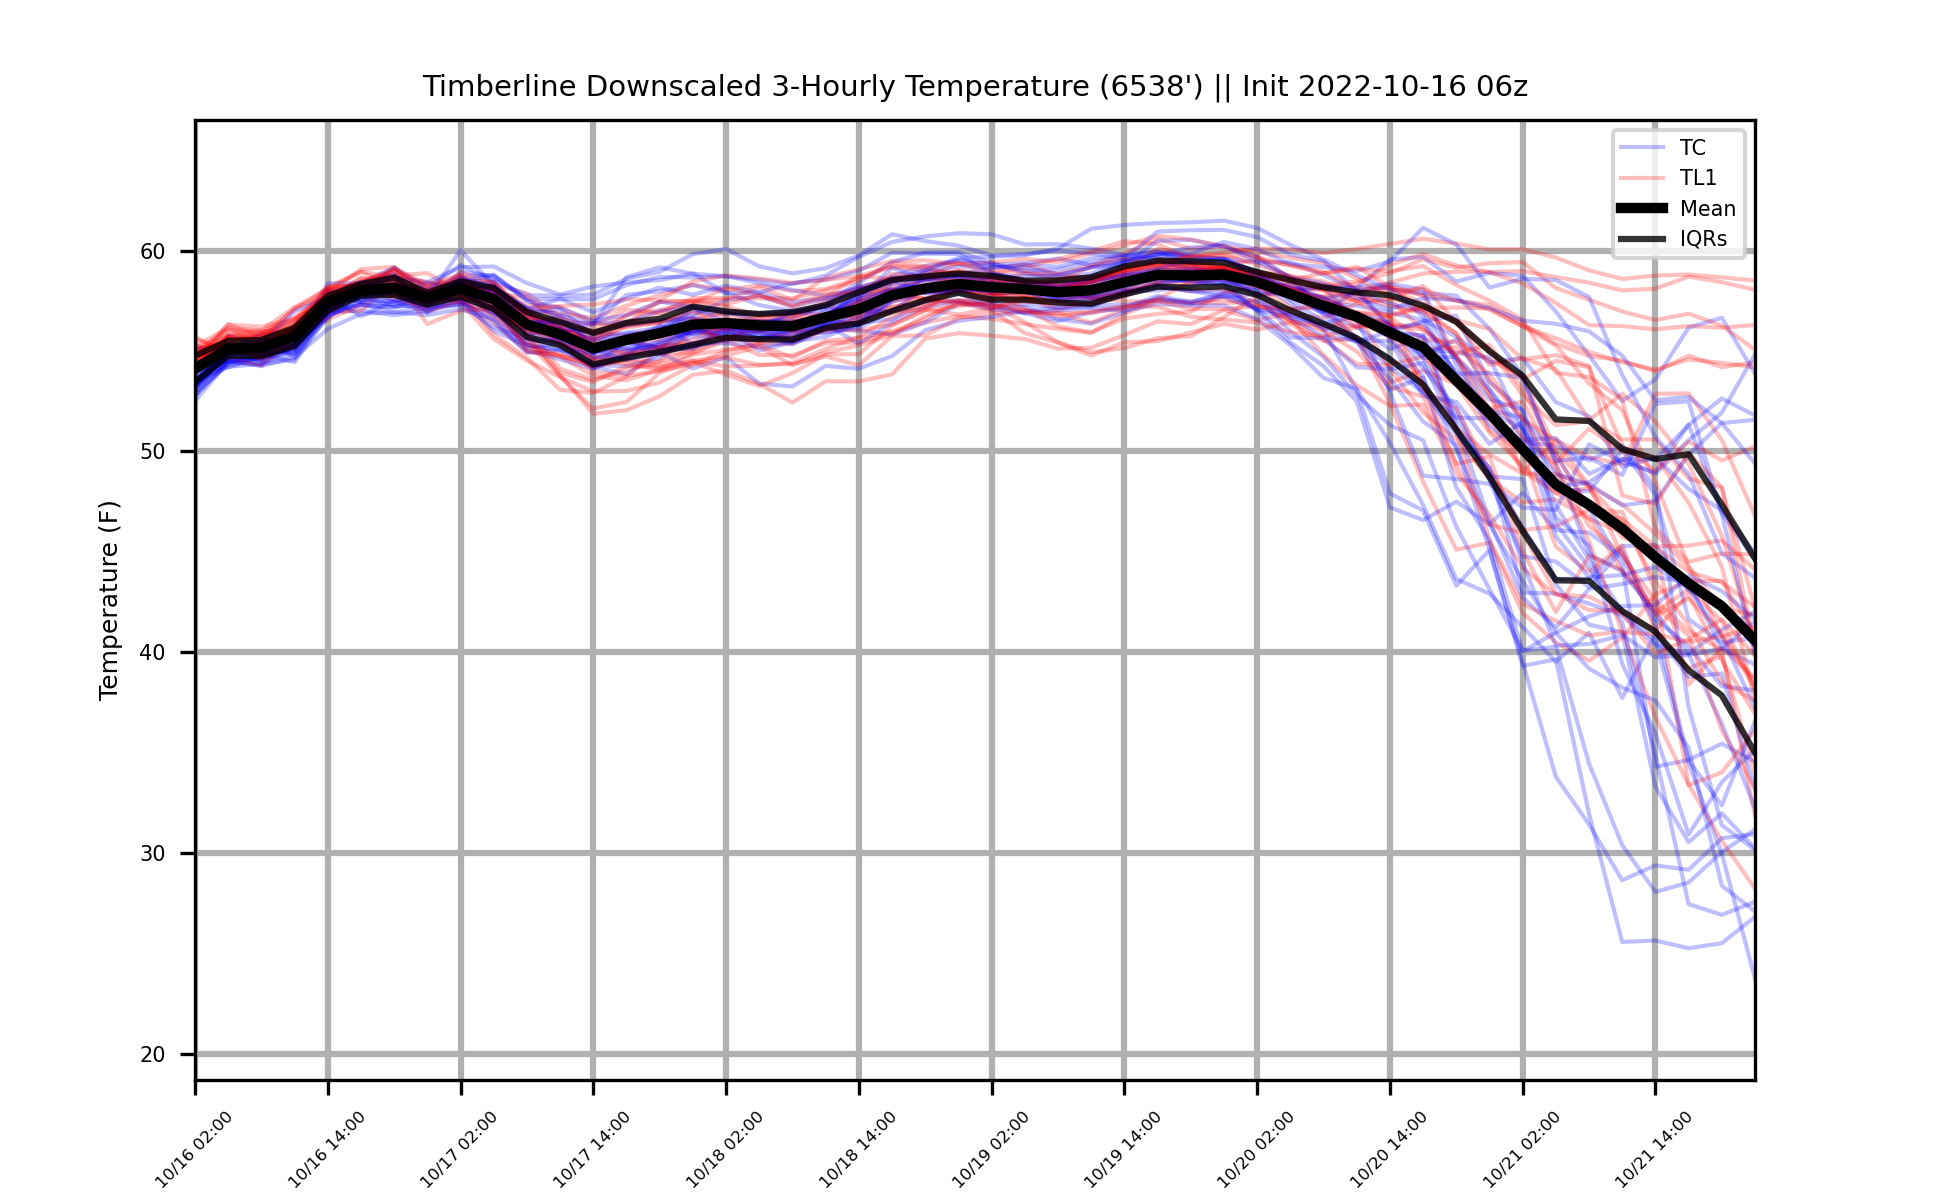 Timberline Downscaled 3-Hourly Temperature (6538') || Init 2022-10-16 06z
TC
TL1
Mean
IQRs
Temperature (F)
60
50
40
30
20
10/16 02:00
10/16 14:00
10/17 02:00
10/17 14:00
10/18 02:00
10/18 14:00
10/19 02:00
10/19 14:00
10/20 02:00
10/20 14:00
10/21 02:00
10/21 14:00